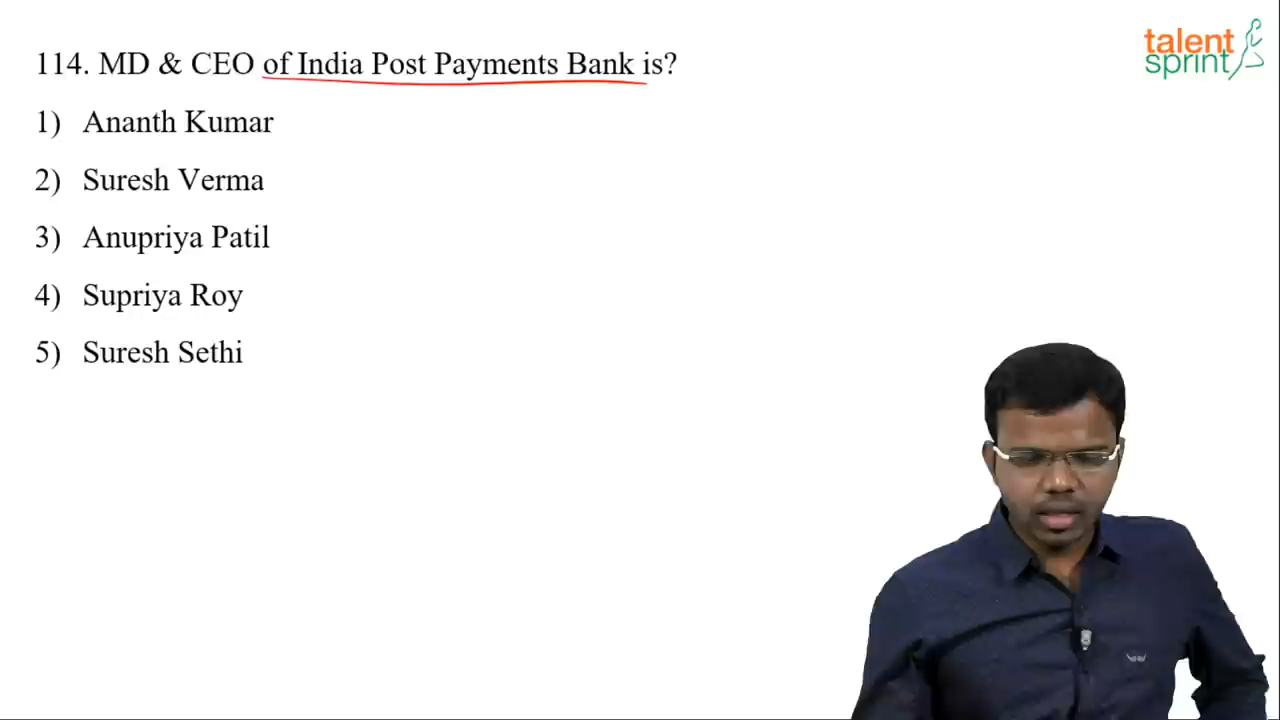 talent
sprint
114. MD & CEO of India Post Payments Bank is?
1) Ananth Kumar
2) Suresh Verma
3) Anupriya Patil
4) Supriya Roy
5) Suresh Sethi